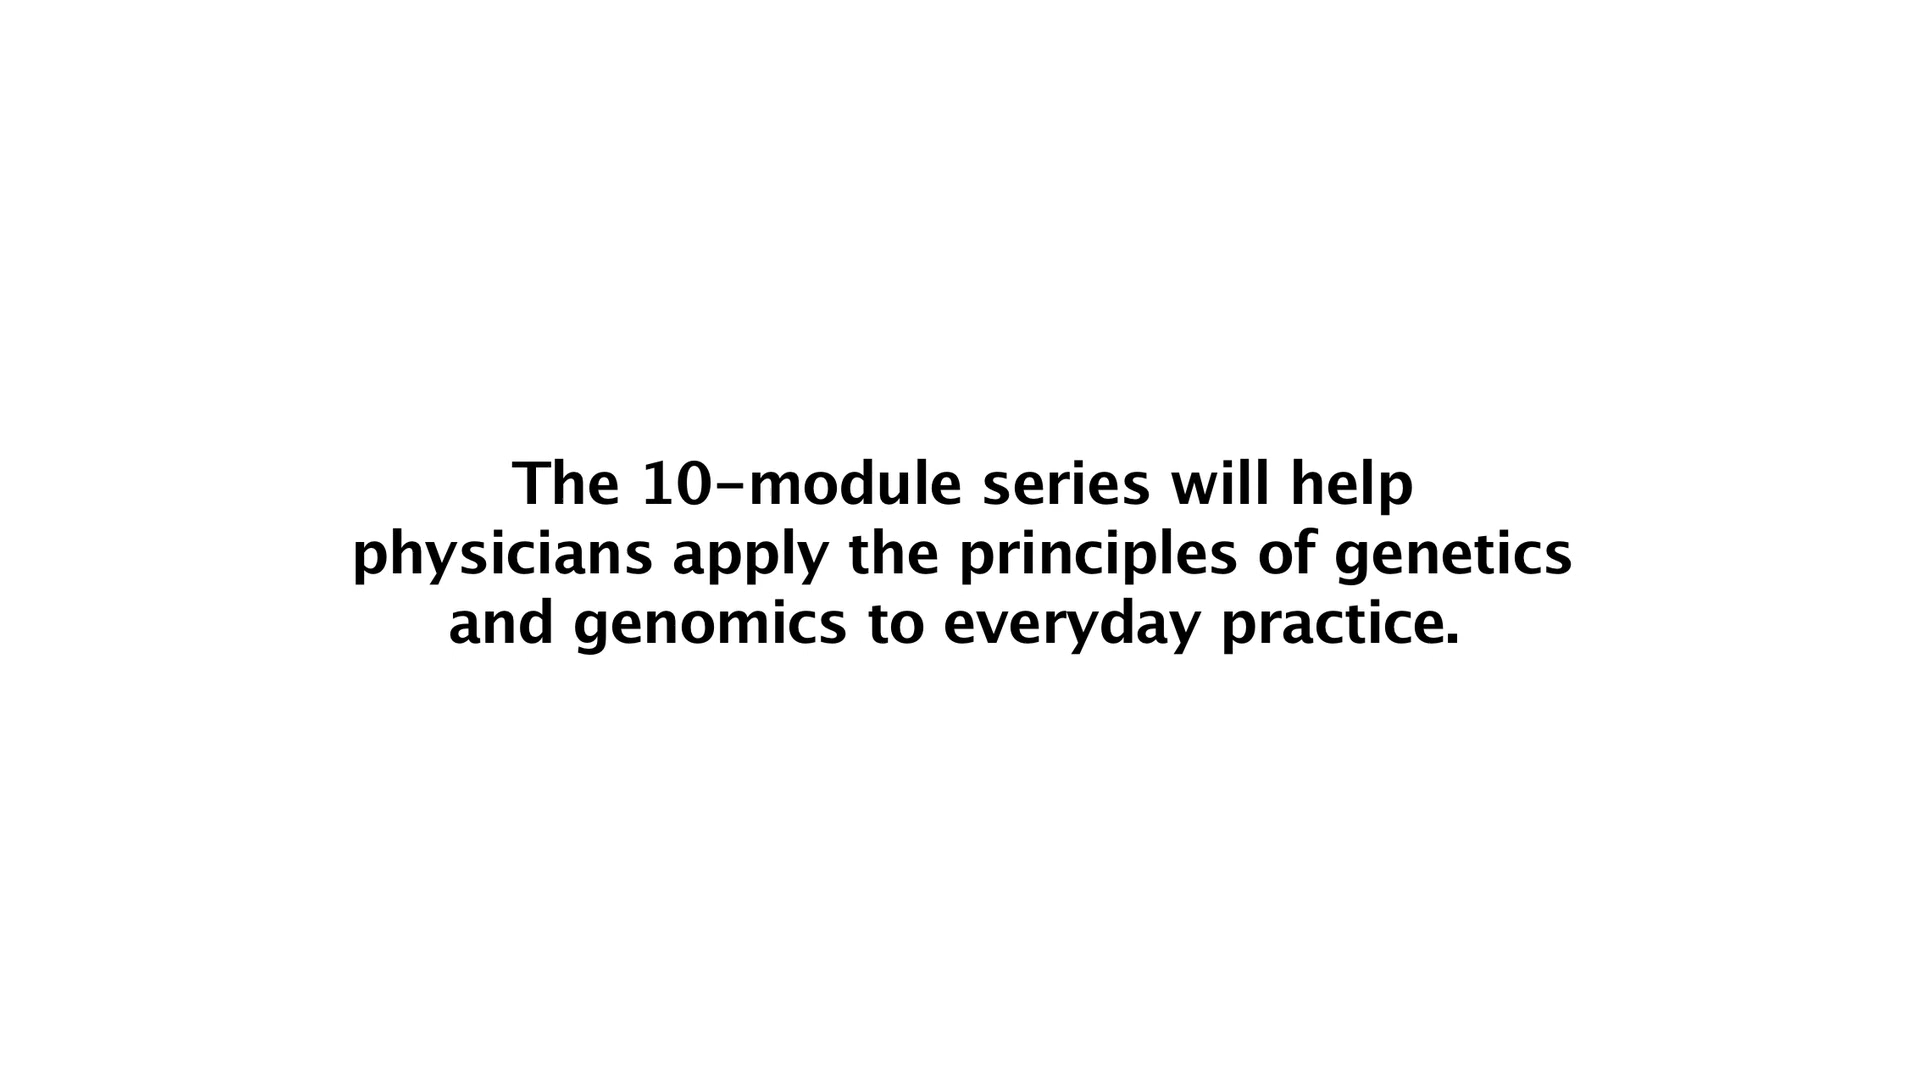 The 10-module series will help
physicians apply the principles of genetics
and genomics to everyday practice.